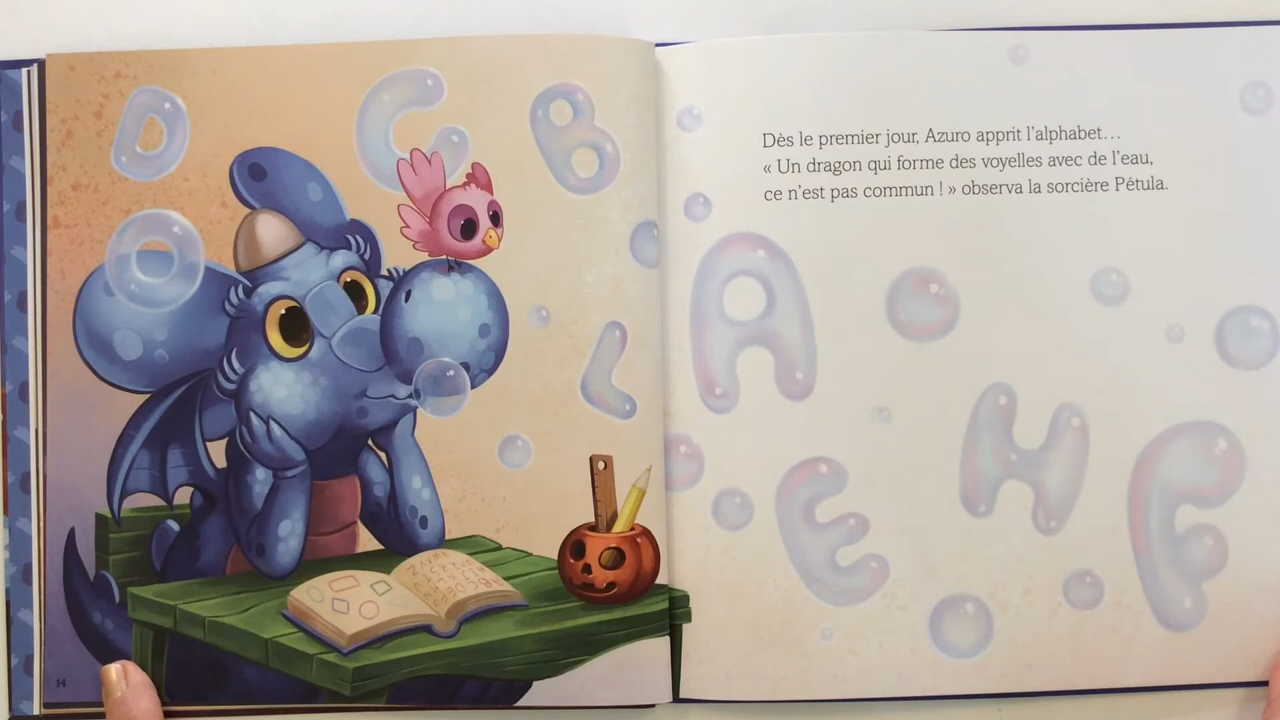 D
C
B
O
L
14
Dès le premier jour, Azuro apprit l'alphabet…
« Un dragon qui forme des voyelles avec de l'eau,
ce n'est pas commun ! » observa la sorcière Pétula.
A
H
F
E